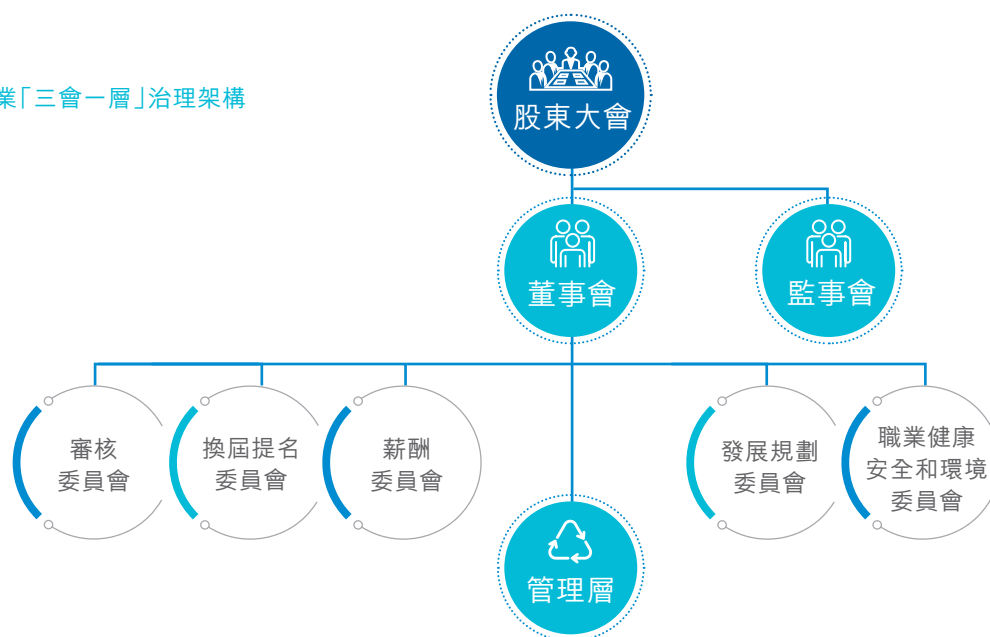 業「三會一層」治理架構
股東大會
董事會
監事會
審核
委員會
換屆提名
委員會
薪酬
委員會
發展規劃
委員會
職業健康
安全和環境
委員會
管理層